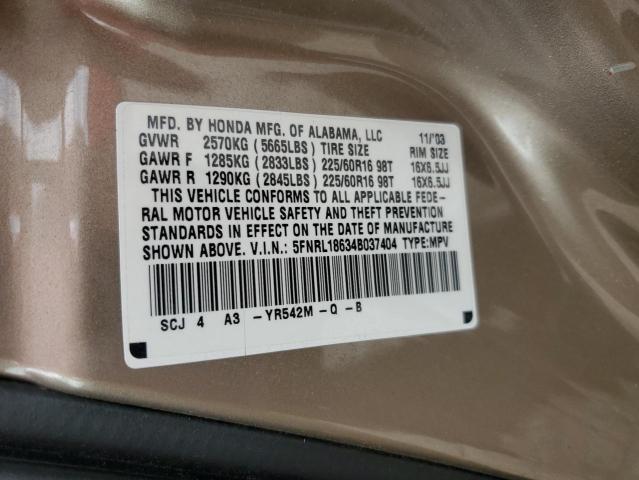 MFD. BY HONDA MFG. OF ALABAMA, LLC 11/'03
GVWR 2570KG (5665LBS) TIRE SIZE RIM SIZE
GAWR F 1285KG (2833LBS) 225/60R16 98T 16X6.5JJ
GAWR R 1290KG (2845LBS) 225/60R16 98T 16X6.5JJ
THIS VEHICLE CONFORMS TO ALL APPLICABLE FEDE-
RAL MOTOR VEHICLE SAFETY AND THEFT PREVENTION
STANDARDS IN EFFECT ON THE DATE OF MANUFACTURE
SHOWN ABOVE. V.I.N.: 5FNRL18634B037404 TYPE:MPV
SCJ 4 A3 -YR542M - Q - B